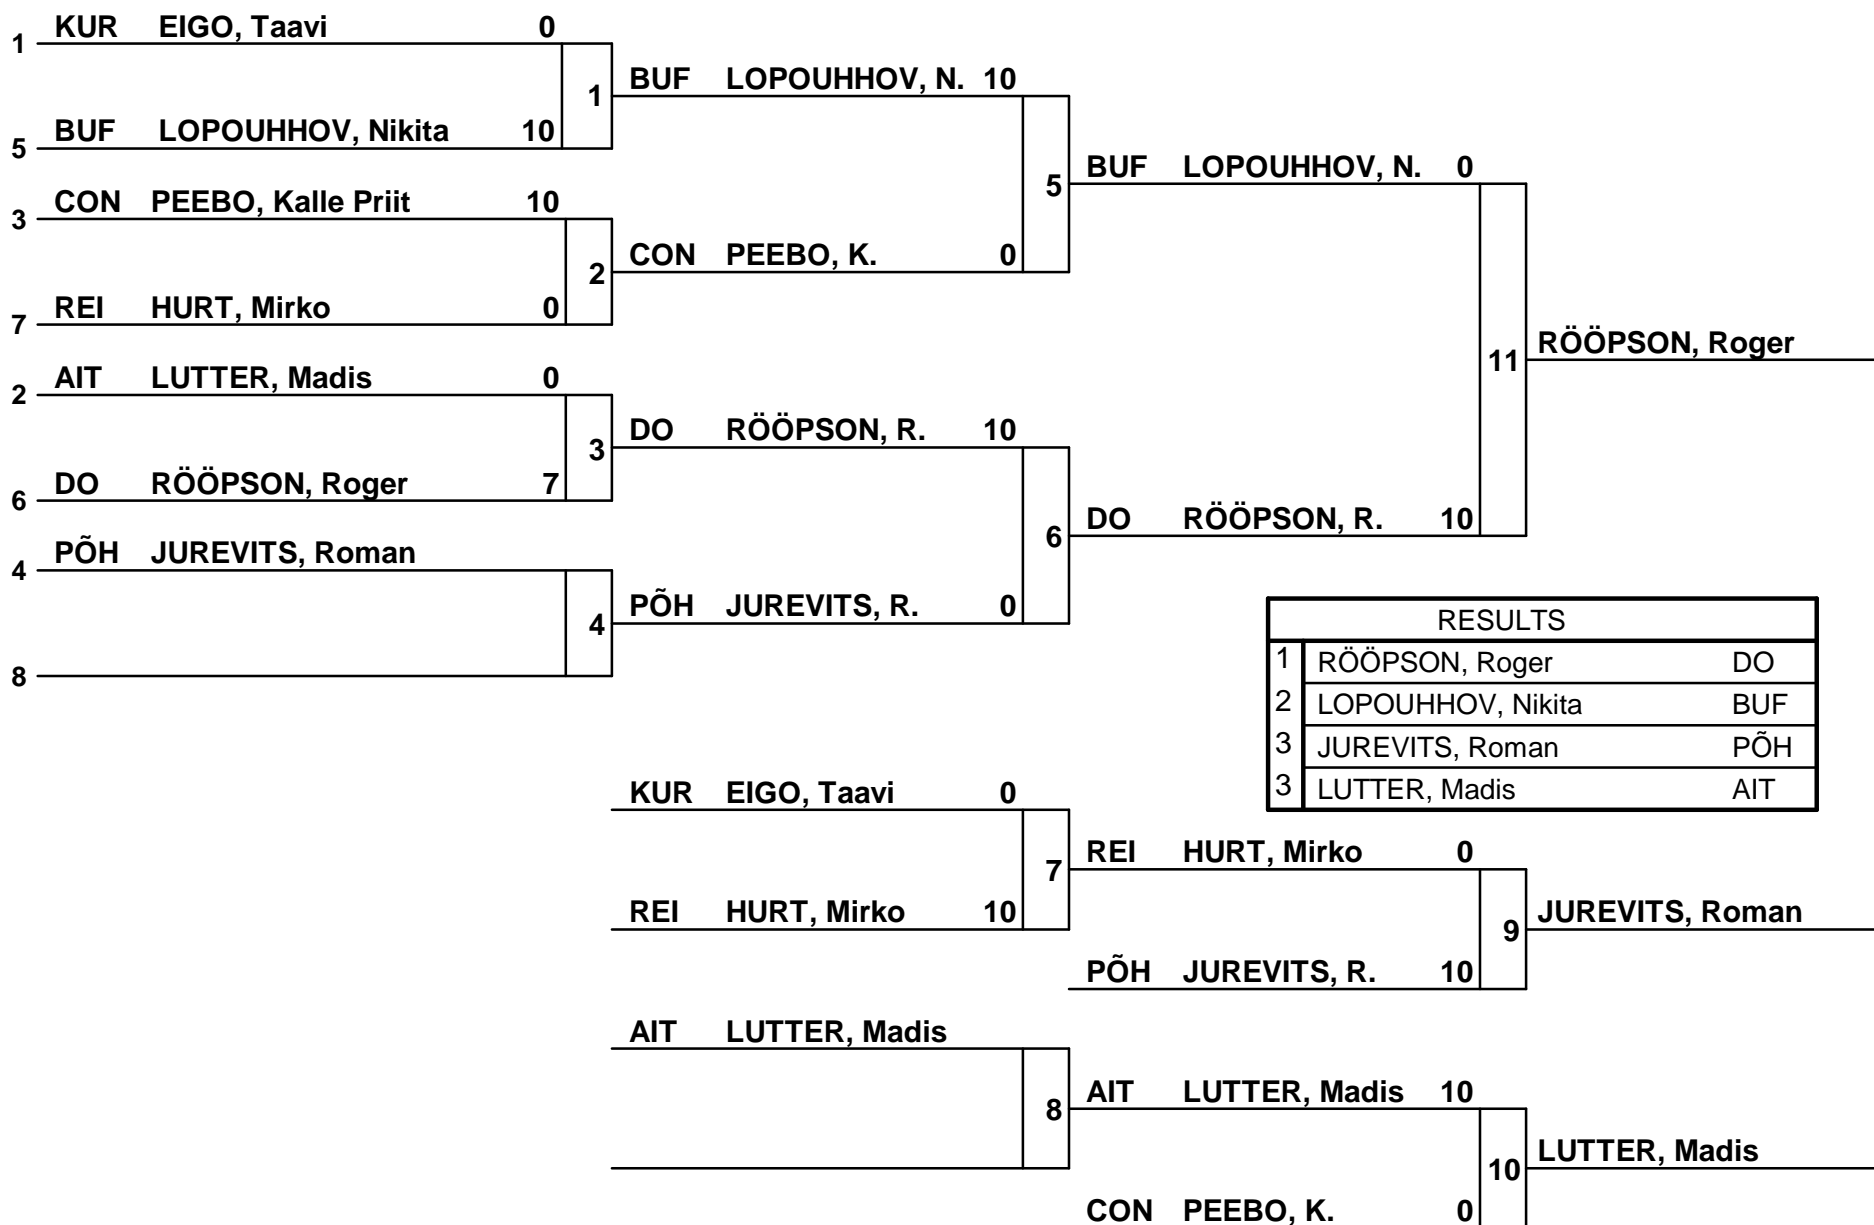 1 KUR EIGO, Taavi 0
1
5 BUF LOPOUHHOV, Nikita 10
BUF LOPOUHHOV, N. 10
3 CON PEEBO, Kalle Priit 10
2
7 REI HURT, Mirko 0
CON PEEBO, K. 0
5
BUF LOPOUHHOV, N. 0
2 AIT LUTTER, Madis 0
3
6 DO RÖÖPSON, Roger 7
DO RÖÖPSON, R. 10
4 PÕH JUREVITS, Roman
4
8
PÕH JUREVITS, R. 0
6
DO RÖÖPSON, R. 10
11
RÖÖPSON, Roger
RESULTS
1 RÖÖPSON, Roger DO
2 LOPOUHHOV, Nikita BUF
3 JUREVITS, Roman PÕH
3 LUTTER, Madis AIT
KUR EIGO, Taavi 0
7
REI HURT, Mirko 10
REI HURT, Mirko 0
9
PÕH JUREVITS, R. 10
JUREVITS, Roman
AIT LUTTER, Madis
8
AIT LUTTER, Madis 10
10
CON PEEBO, K. 0
LUTTER, Madis